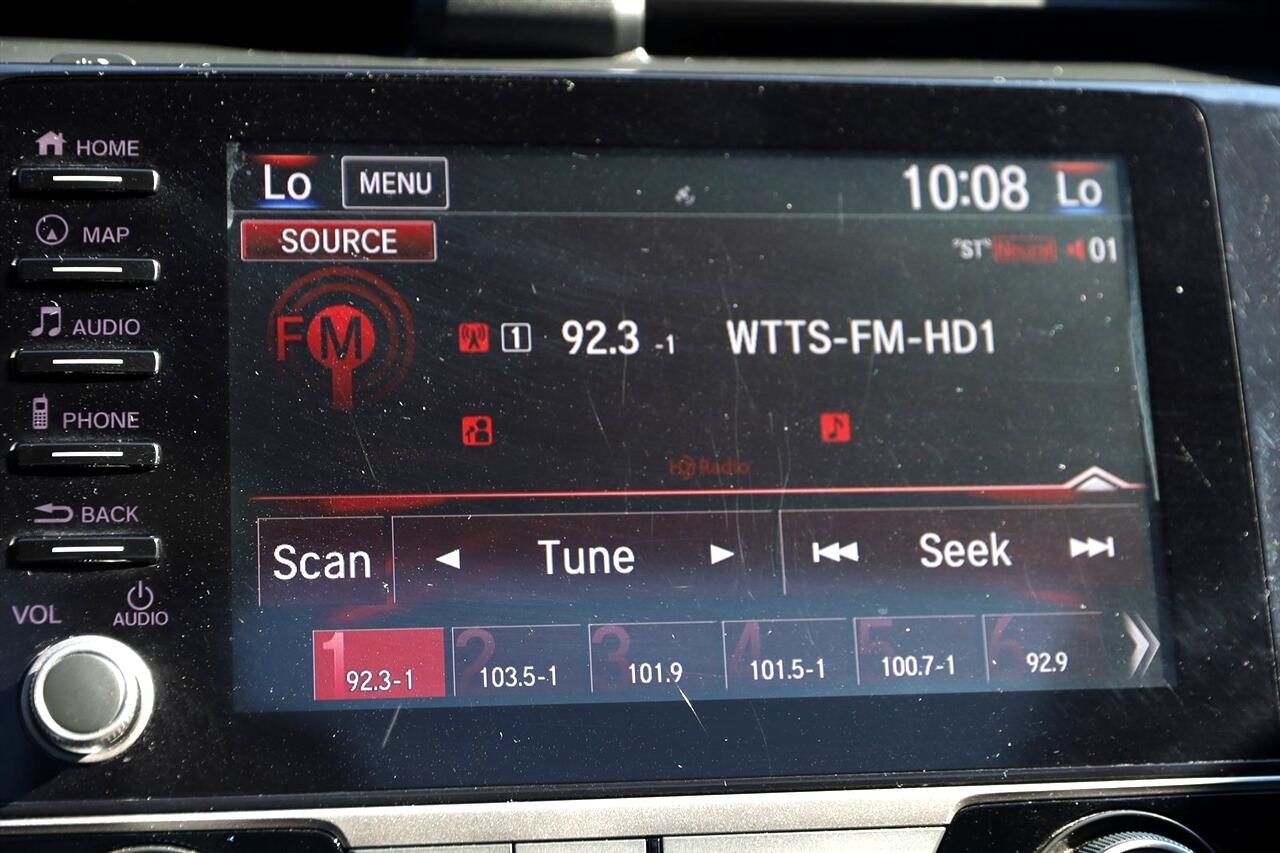 HOME
MAP
AUDIO
PHONE
BACK
VOL
AUDIO
Lo MENU 10:08 Lo
SOURCE
"ST" Neural 01
FM 1 92.3 -1 WTTS-FM-HD1
HD Radio
Scan Tune Seek
1 2 3 4 5 6
92.3-1 103.5-1 101.9 101.5-1 100.7-1 92.9